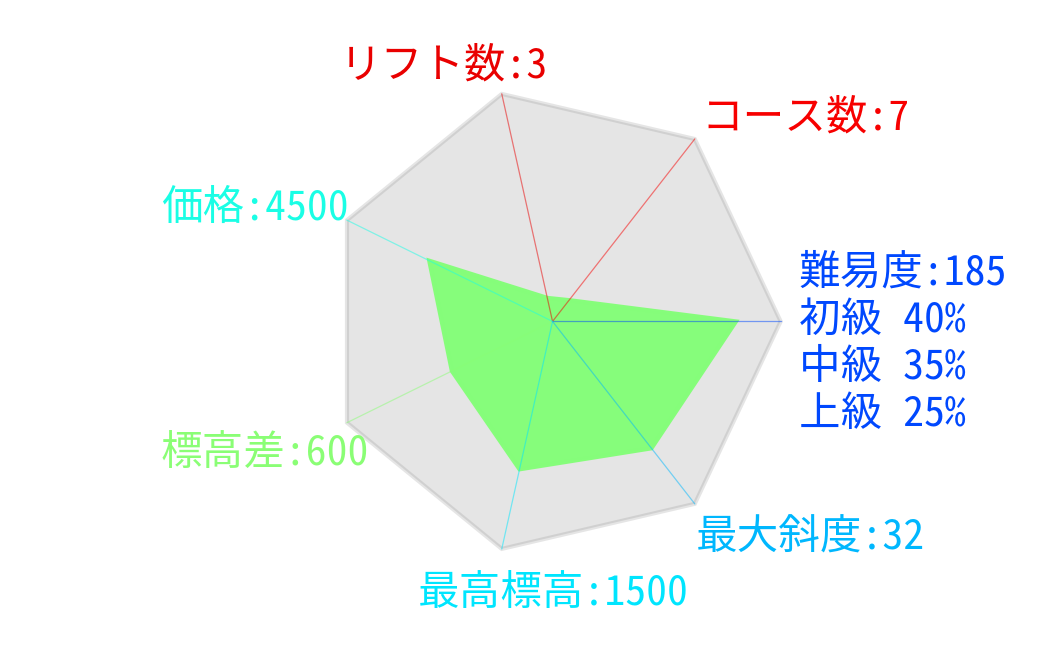 リフト数:3
コース数:7
価格:4500
難易度:185
初級 40%
中級 35%
上級 25%
標高差:600
最大斜度:32
最高標高:1500